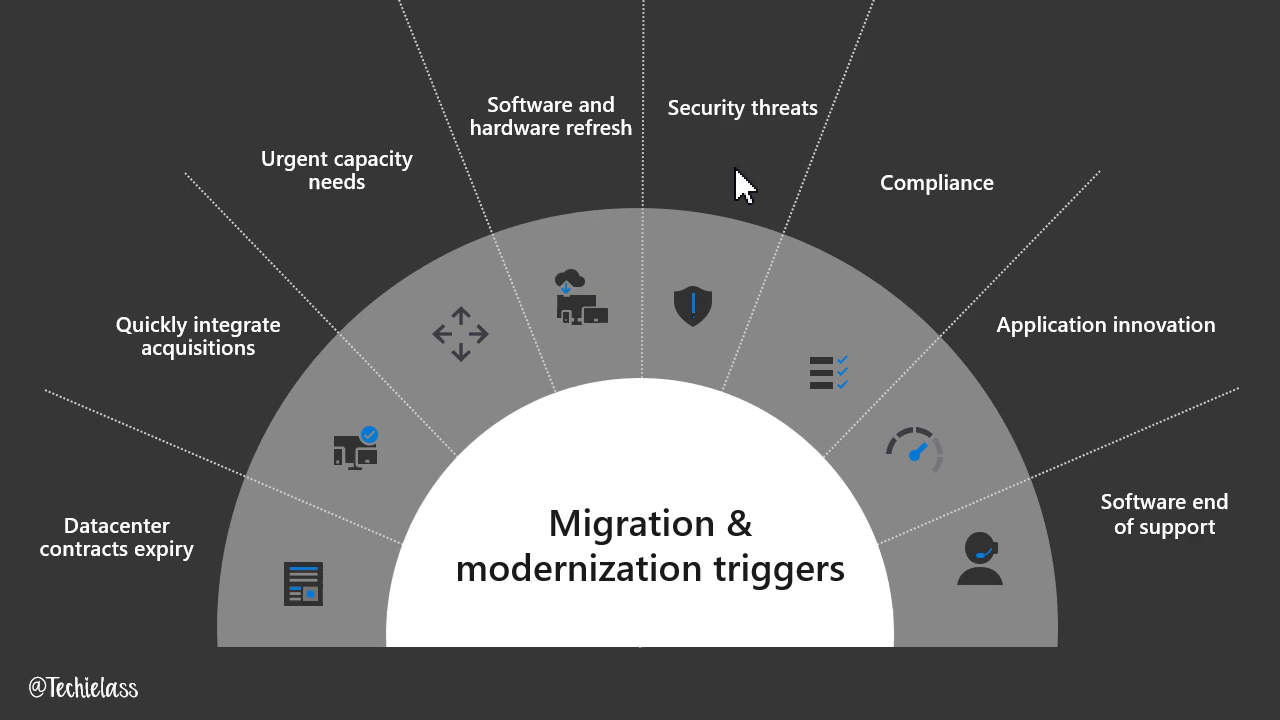 Software and
hardware refresh
Security threats
Urgent capacity
needs
Compliance
Quickly integrate
acquisitions
Application innovation
Datacenter
contracts expiry
Software end
of support
Migration &
modernization triggers
@Techielass